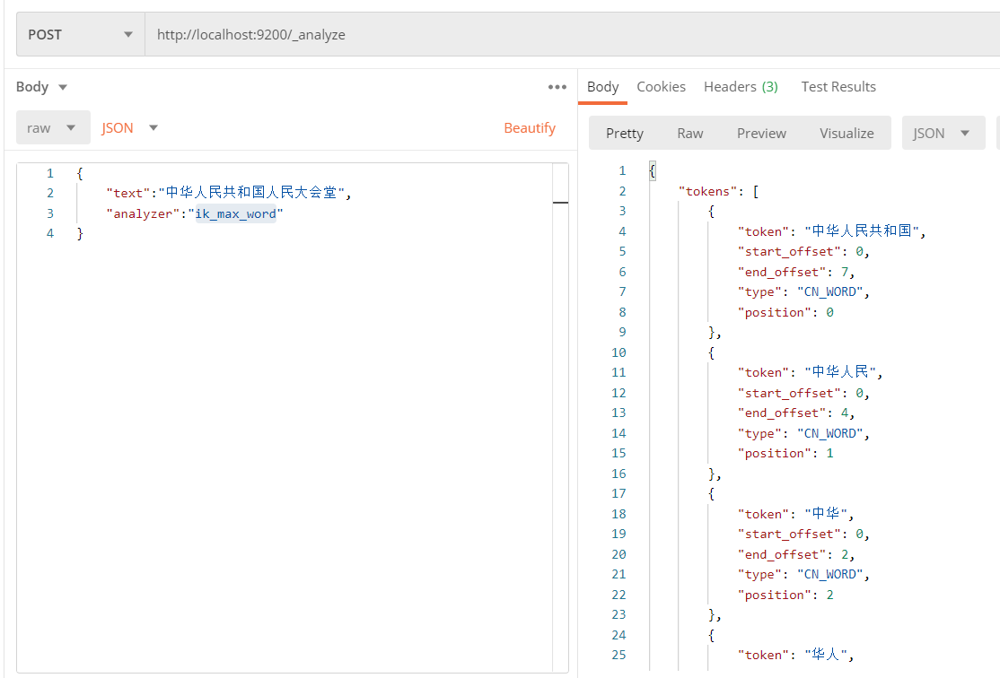 POST http://localhost:9200/_analyze
Body
raw JSON Beautify
1 {
2 "text":"中华人民共和国人民大会堂",
3 "analyzer":"ik_max_word"
4 }
Body Cookies Headers (3) Test Results
Pretty Raw Preview Visualize JSON
1 {
2 "tokens": [
3 {
4 "token": "中华人民共和国",
5 "start_offset": 0,
6 "end_offset": 7,
7 "type": "CN_WORD",
8 "position": 0
9 },
10 {
11 "token": "中华人民",
12 "start_offset": 0,
13 "end_offset": 4,
14 "type": "CN_WORD",
15 "position": 1
16 },
17 {
18 "token": "中华",
19 "start_offset": 0,
20 "end_offset": 2,
21 "type": "CN_WORD",
22 "position": 2
23 },
24 {
25 "token": "华人",